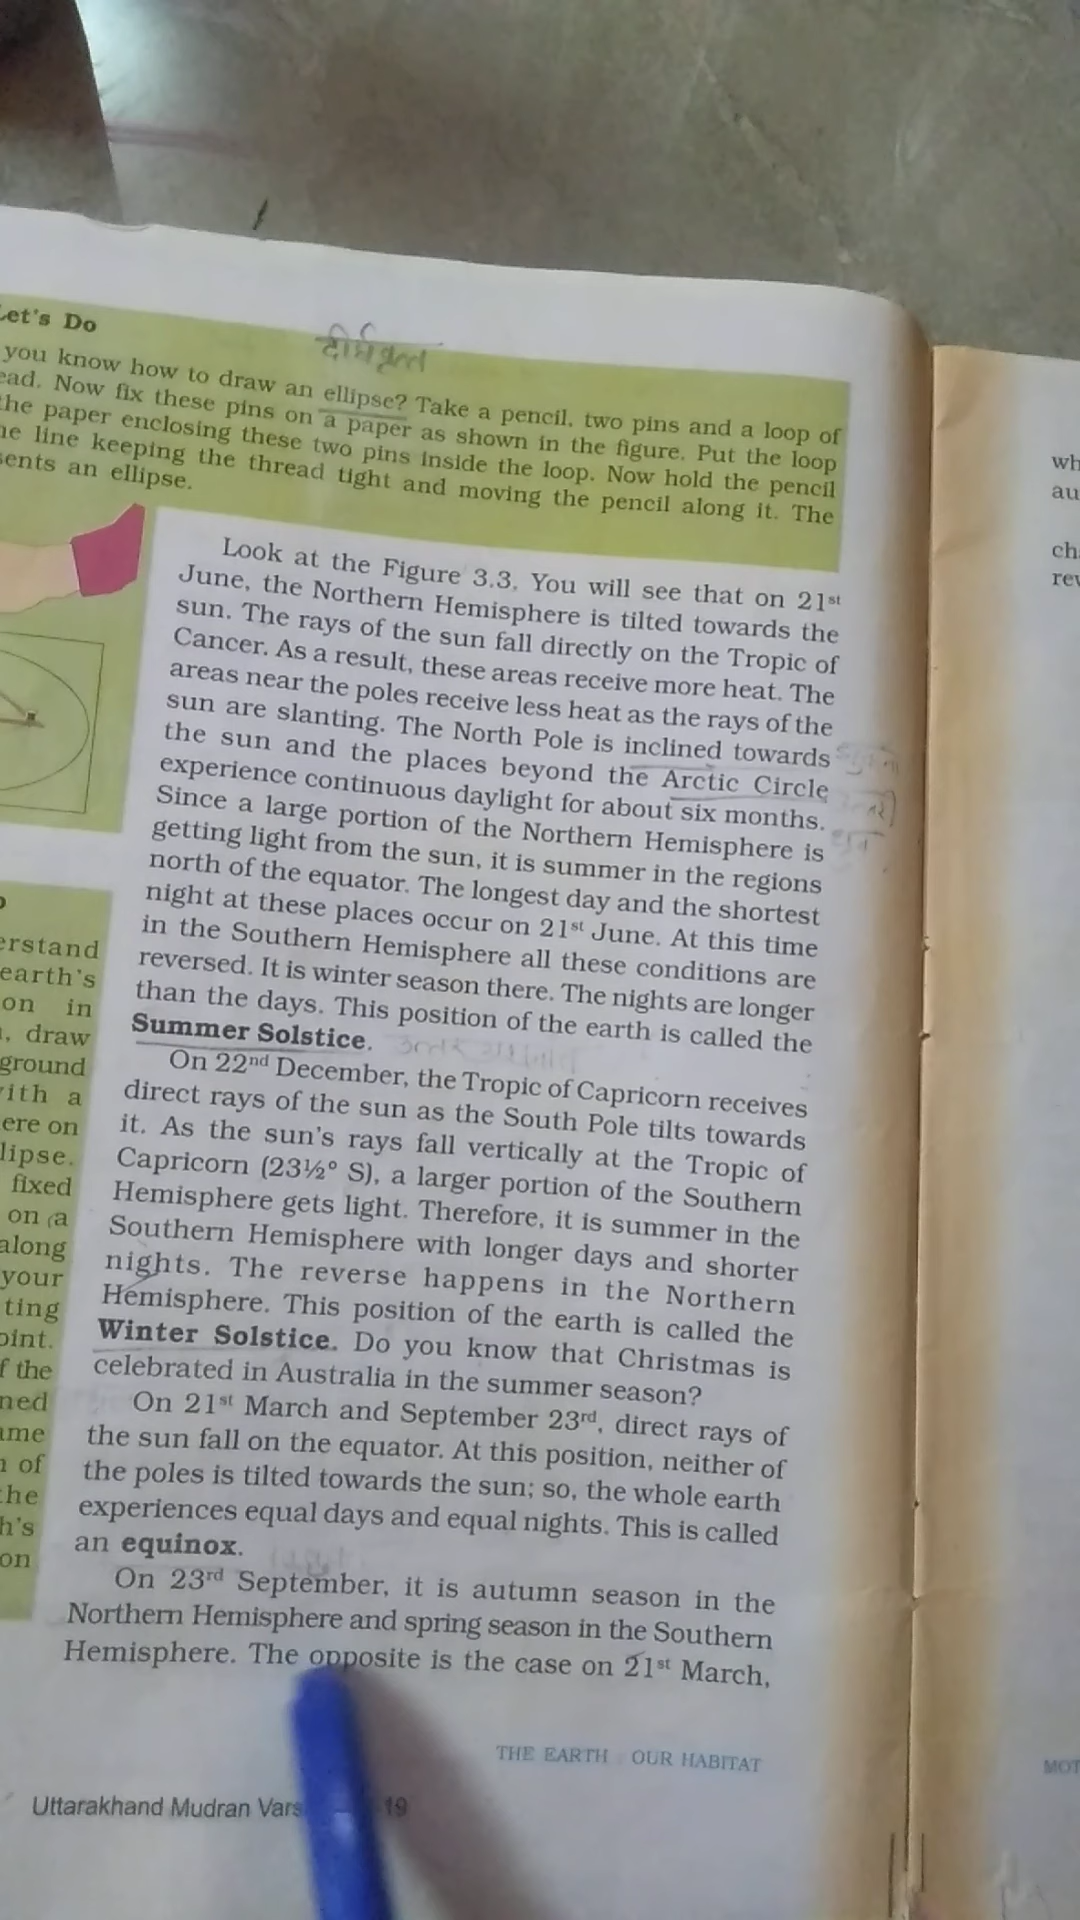 Let's Do
दीर्घवृत्त
you know how to draw an ellipse? Take a pencil, two pins and a loop of
ead. Now fix these pins on a paper as shown in the figure. Put the loop
the paper enclosing these two pins inside the loop. Now hold the pencil
ne line keeping the thread tight and moving the pencil along it. The
sents an ellipse.
Look at the Figure 3.3. You will see that on 21st
June, the Northern Hemisphere is tilted towards the
sun. The rays of the sun fall directly on the Tropic of
Cancer. As a result, these areas receive more heat. The
areas near the poles receive less heat as the rays of the
sun are slanting. The North Pole is inclined towards
the sun and the places beyond the Arctic Circle
experience continuous daylight for about six months.
Since a large portion of the Northern Hemisphere is
getting light from the sun, it is summer in the regions
north of the equator. The longest day and the shortest
night at these places occur on 21st June. At this time
in the Southern Hemisphere all these conditions are
reversed. It is winter season there. The nights are longer
than the days. This position of the earth is called the
Summer Solstice.
On 22nd December, the Tropic of Capricorn receives
direct rays of the sun as the South Pole tilts towards
it. As the sun's rays fall vertically at the Tropic of
Capricorn (23½° S), a larger portion of the Southern
Hemisphere gets light. Therefore, it is summer in the
Southern Hemisphere with longer days and shorter
nights. The reverse happens in the Northern
Hemisphere. This position of the earth is called the
Winter Solstice. Do you know that Christmas is
celebrated in Australia in the summer season?
On 21st March and September 23rd, direct rays of
the sun fall on the equator. At this position, neither of
the poles is tilted towards the sun; so, the whole earth
experiences equal days and equal nights. This is called
an equinox.
On 23rd September, it is autumn season in the
Northern Hemisphere and spring season in the Southern
Hemisphere. The opposite is the case on 21st March,
erstand
earth's
on in
, draw
ground
with a
ere on
lipse.
fixed
on a
along
your
ting
oint.
f the
ned
ame
n of
the
h's
on
THE EARTH : OUR HABITAT
Uttarakhand Mudran Vars 19
wh
au
ch
rev
MOT